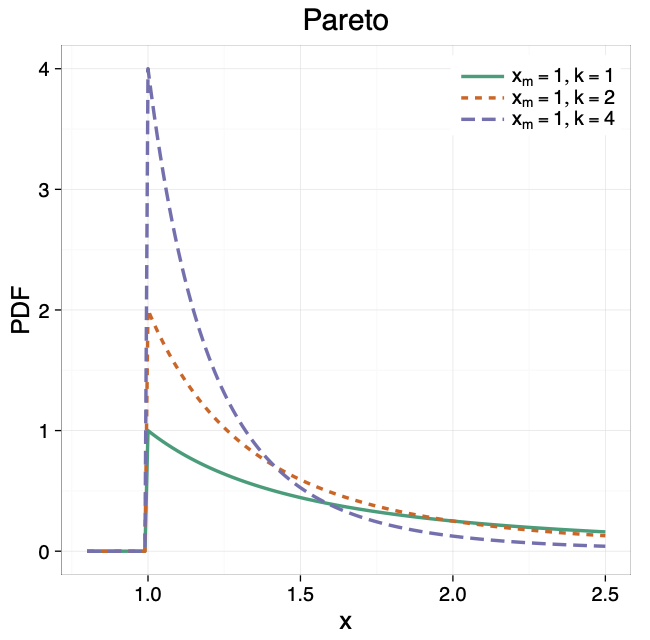 Pareto
xₘ = 1, k = 1
xₘ = 1, k = 2
xₘ = 1, k = 4
4
3
2
1
0
PDF
1.0 1.5 2.0 2.5
x